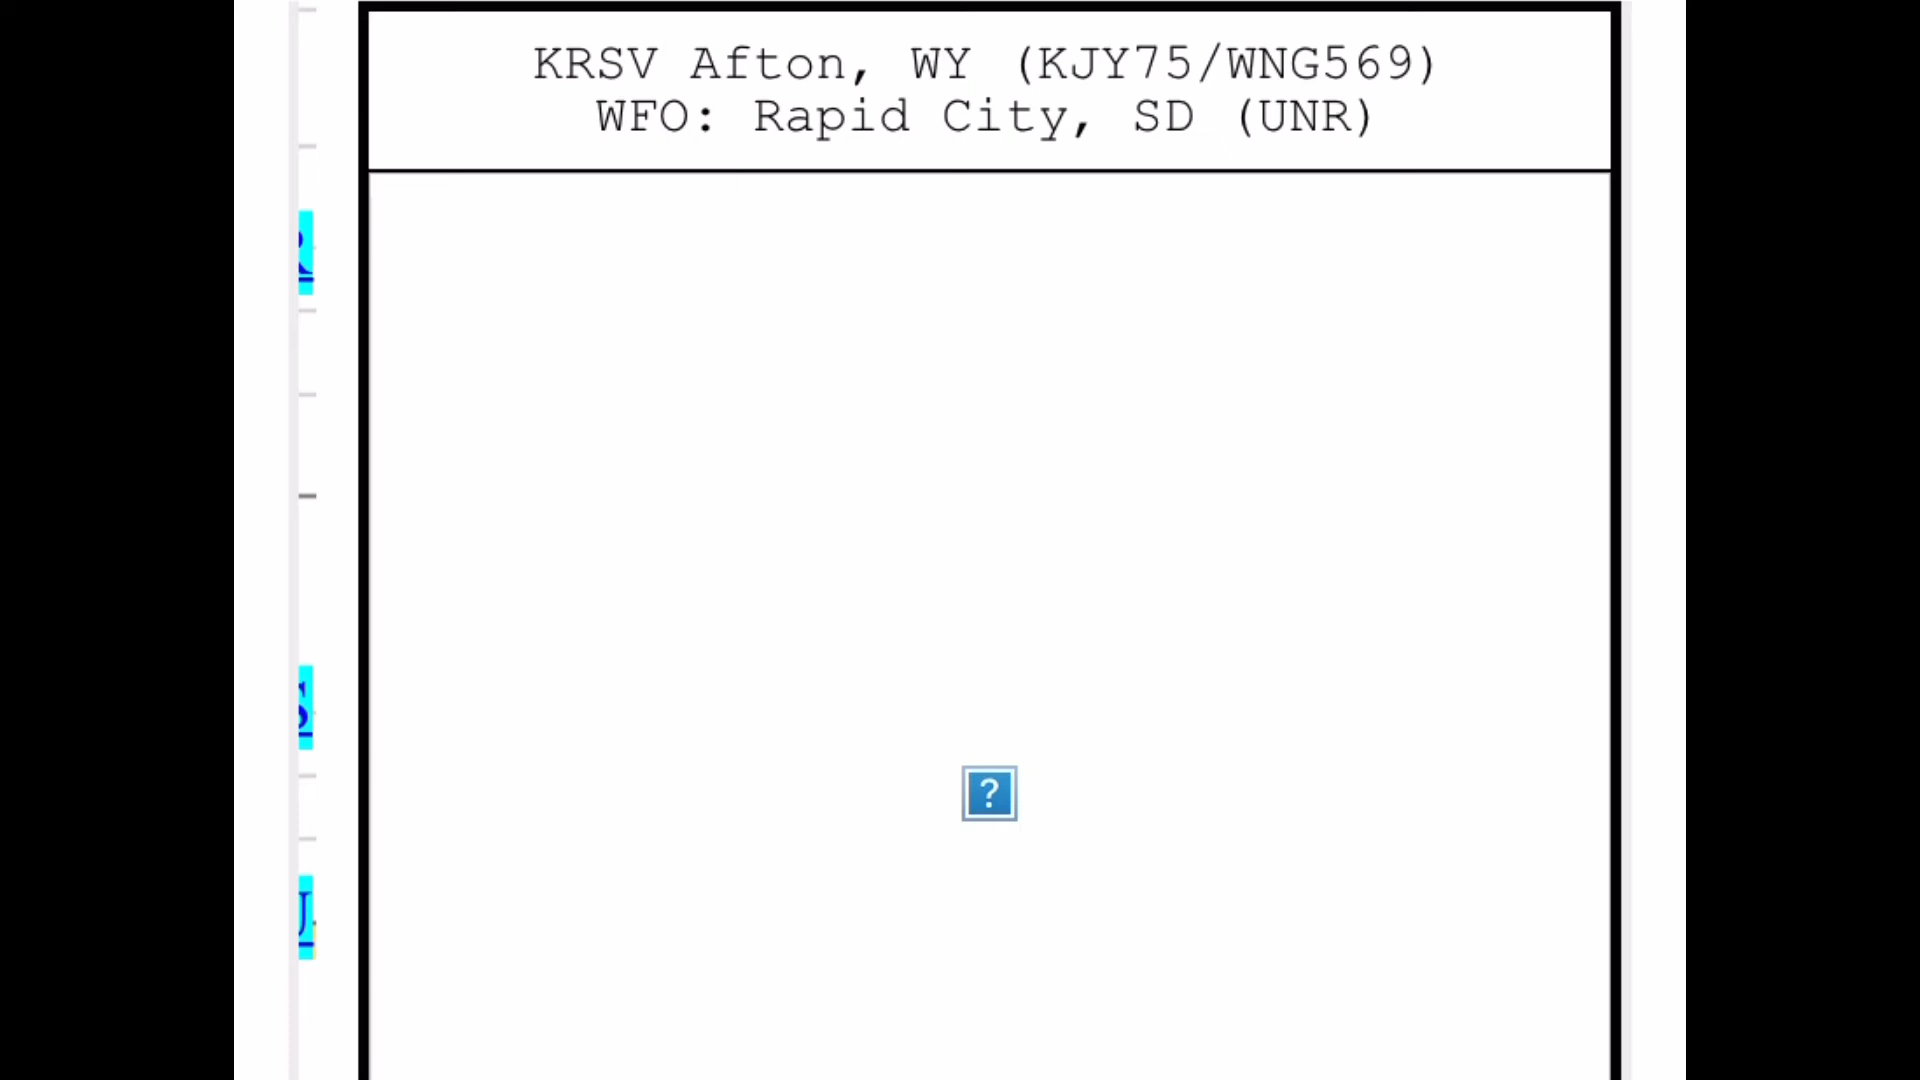 KRSV Afton, WY (KJY75/WNG569)
WFO: Rapid City, SD (UNR)
?